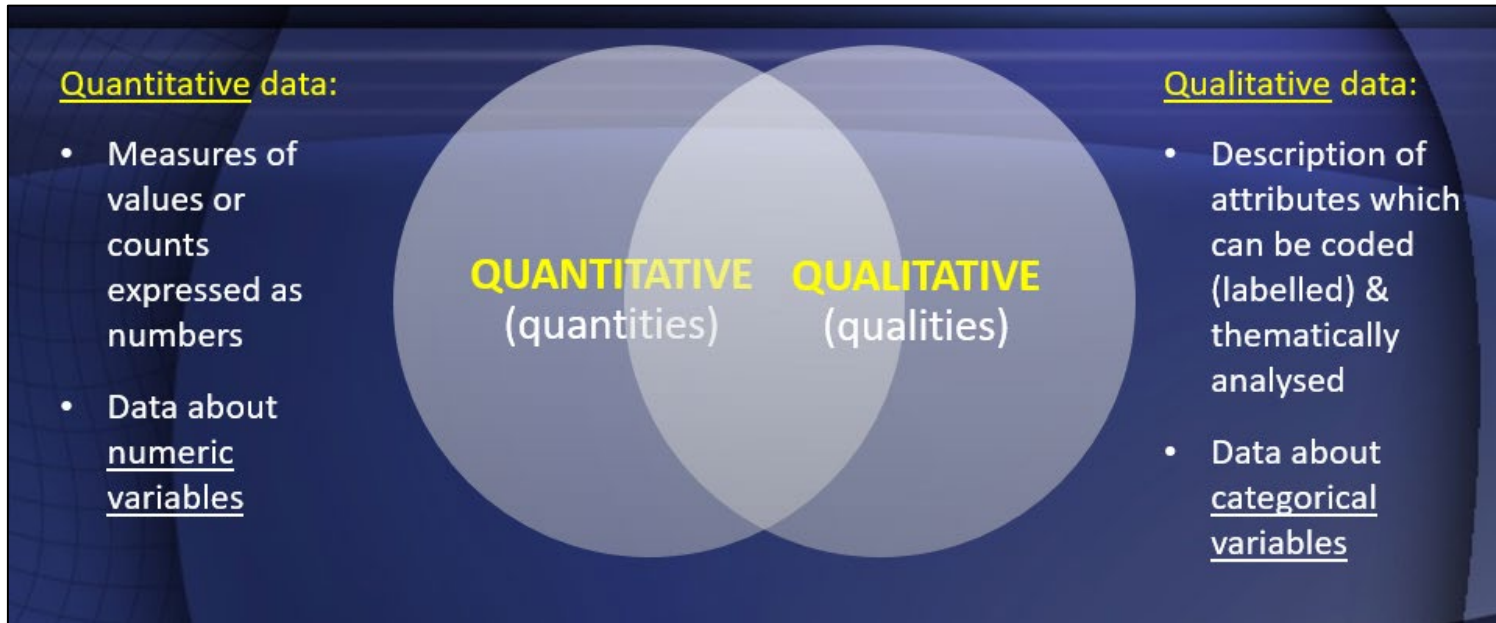 Quantitative data:
• Measures of
values or
counts
expressed as
numbers
• Data about
numeric
variables
QUANTITATIVE
(quantities)
QUALITATIVE
(qualities)
Qualitative data:
• Description of
attributes which
can be coded
(labelled) &
thematically
analysed
• Data about
categorical
variables